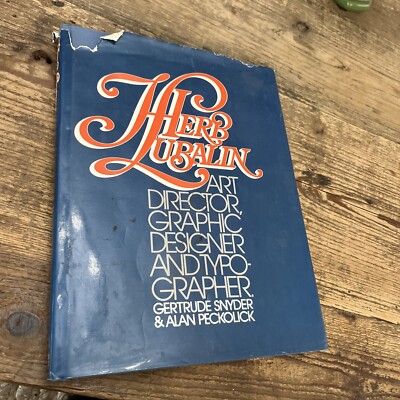 HERB
LUBALIN
ART
DIRECTOR,
GRAPHIC
DESIGNER
AND TYPO-
GRAPHER.
GERTRUDE SNYDER
& ALAN PECKOLICK